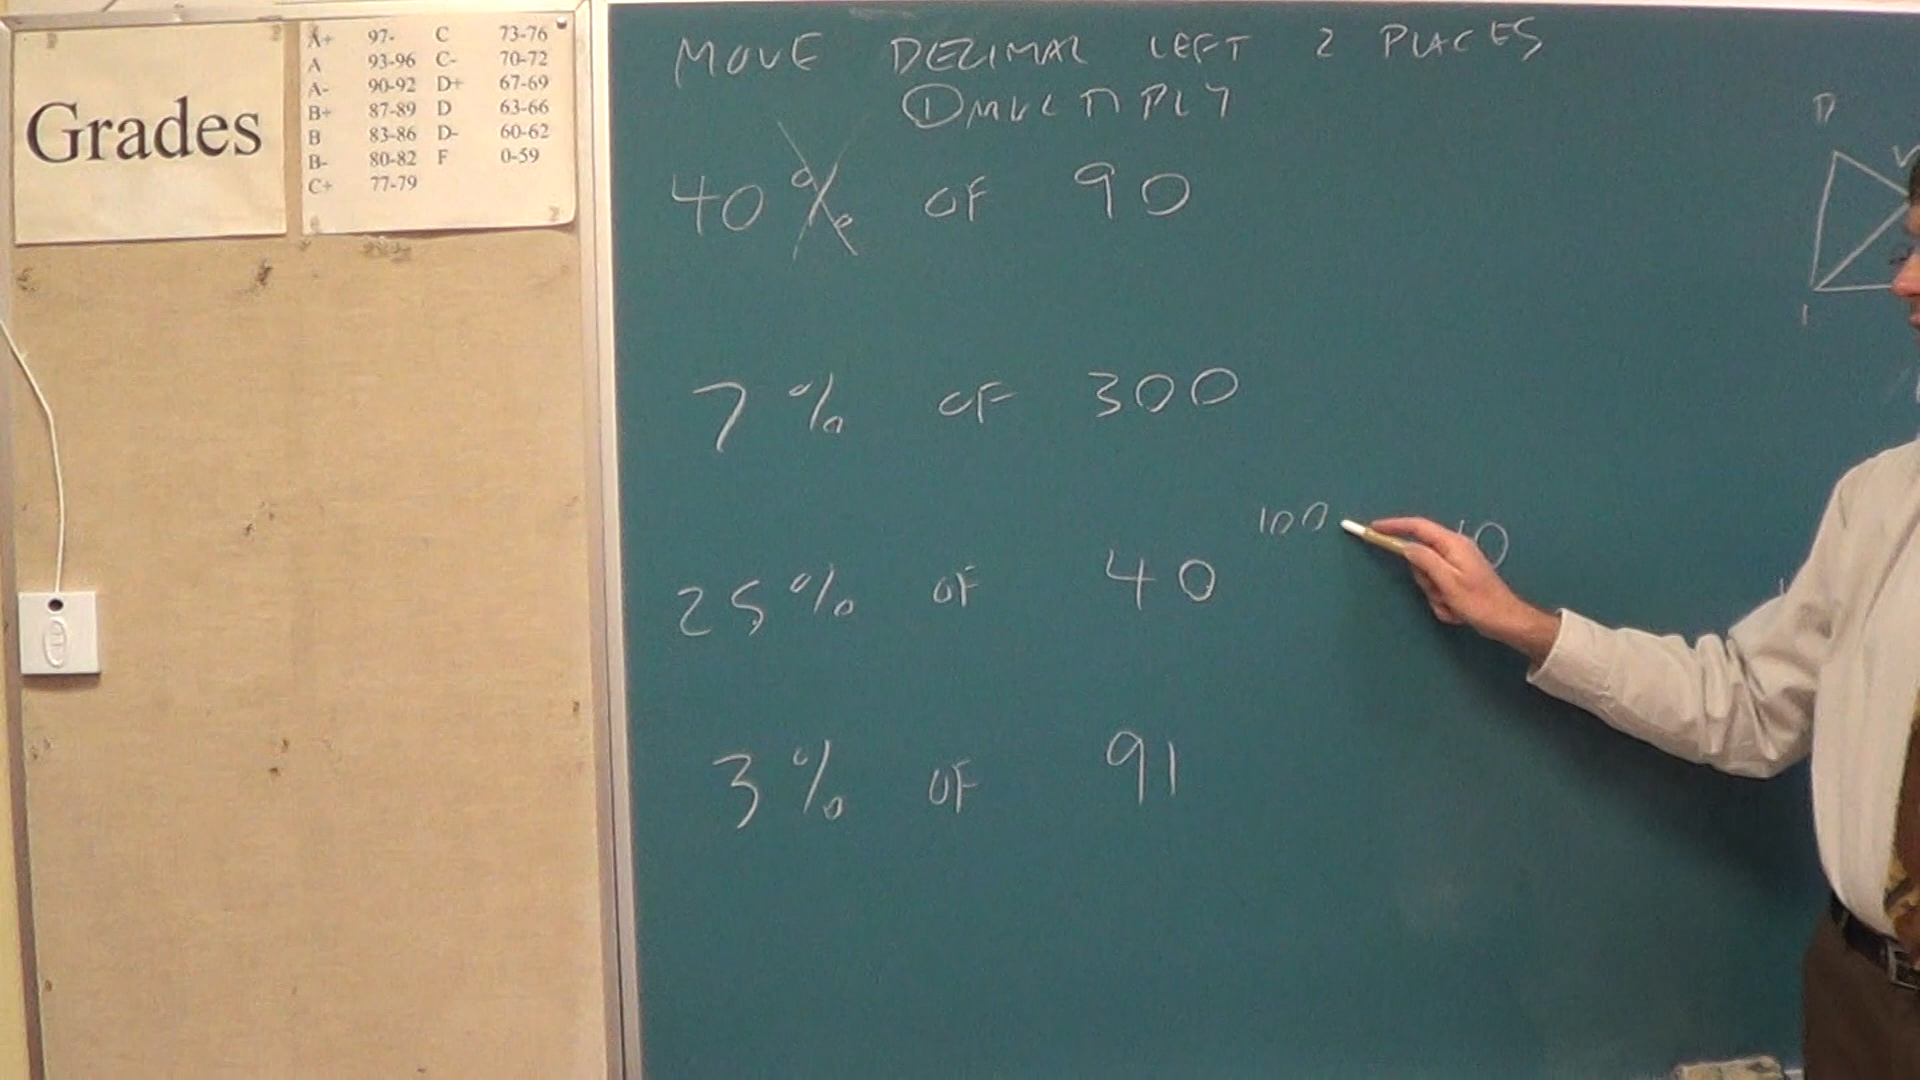 Grades
A+ 97- C 73-76
A 93-96 C- 70-72
A- 90-92 D+ 67-69
B+ 87-89 D 63-66
B 83-86 D- 60-62
B- 80-82 F 0-59
C+ 77-79
MOVE DECIMAL LEFT 2 PLACES
① MULTIPLY
40% OF 90
7% OF 300
100
25% OF 40
3% OF 91